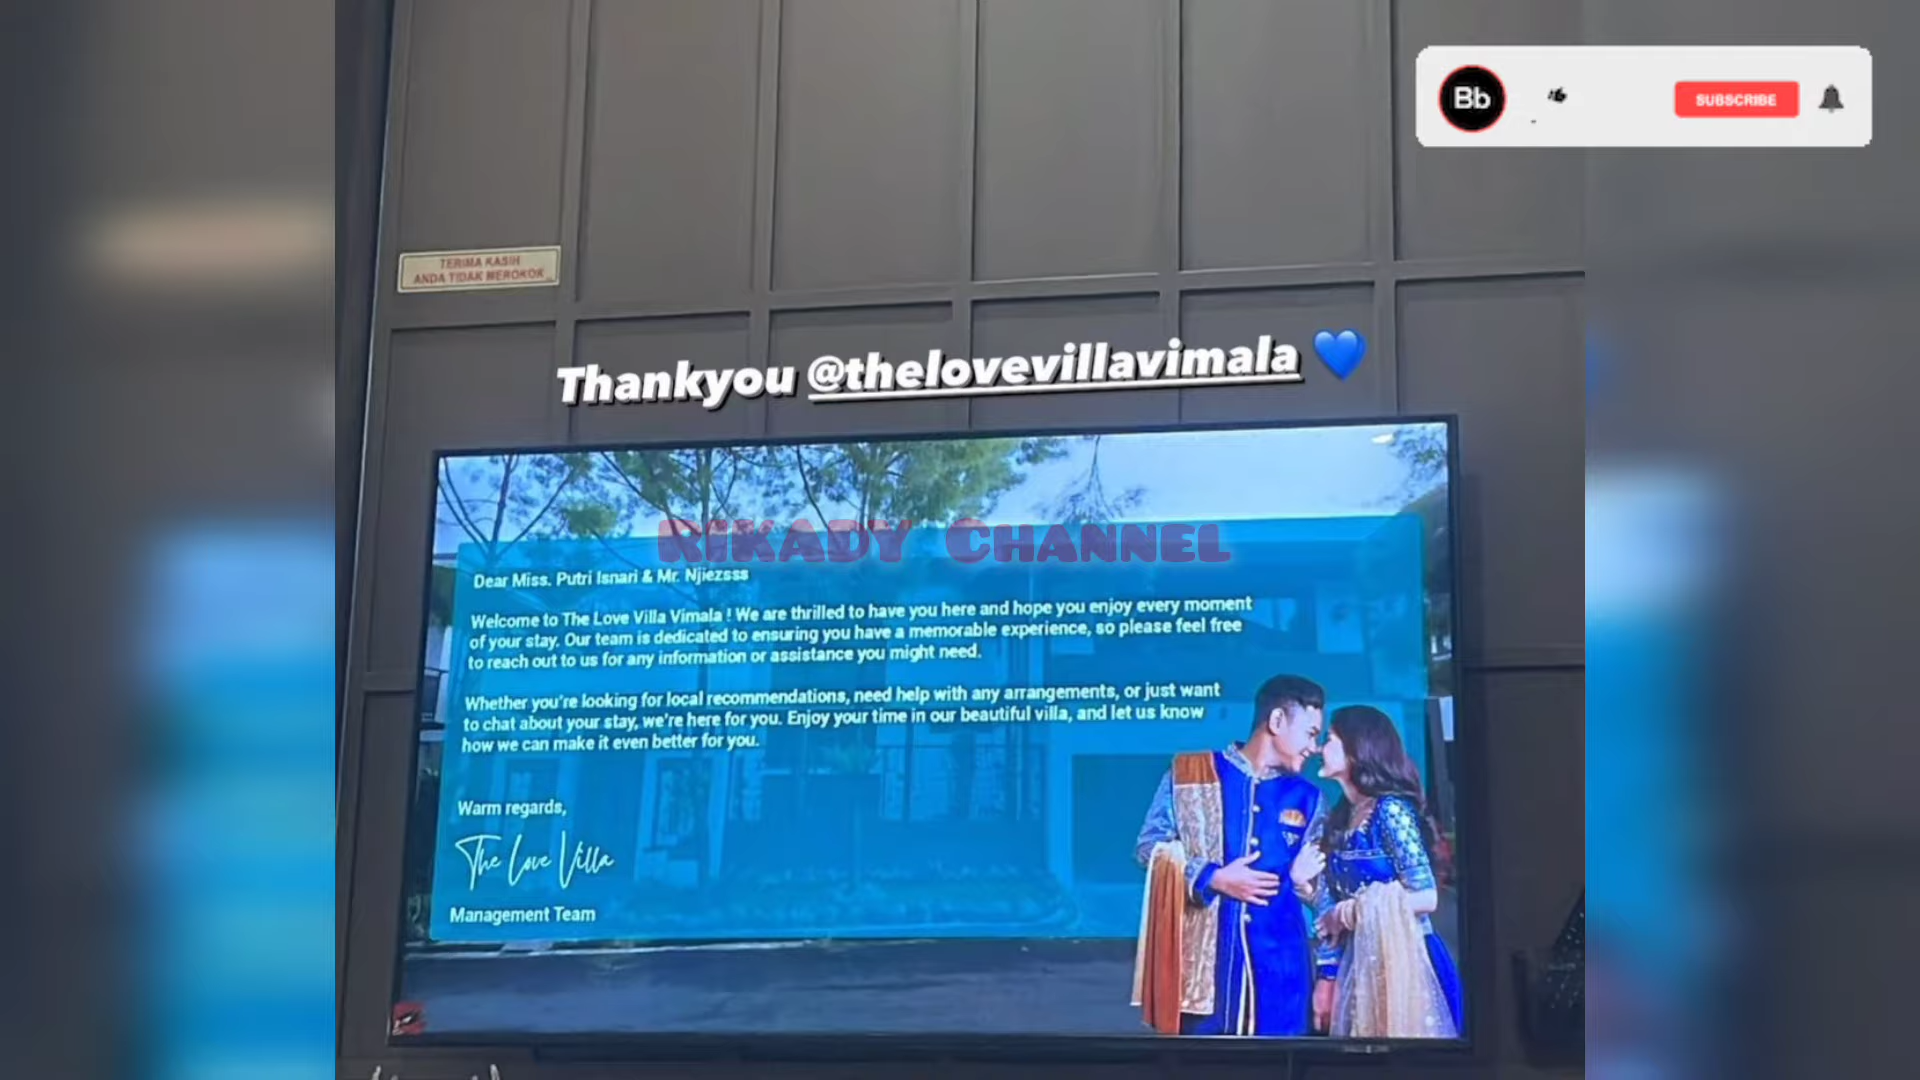 Bb
SUBSCRIBE
TERIMA KASIH
ANDA TIDAK MEROKOK
Thankyou @thelovevillavimala 💙
RIKADY CHANNEL
Dear Miss. Putri Isnari & Mr. Njiezsss
Welcome to The Love Villa Vimala ! We are thrilled to have you here and hope you enjoy every moment
of your stay. Our team is dedicated to ensuring you have a memorable experience, so please feel free
to reach out to us for any information or assistance you might need.
Whether you're looking for local recommendations, need help with any arrangements, or just want
to chat about your stay, we're here for you. Enjoy your time in our beautiful villa, and let us know
how we can make it even better for you.
Warm regards,
The Love Villa
Management Team